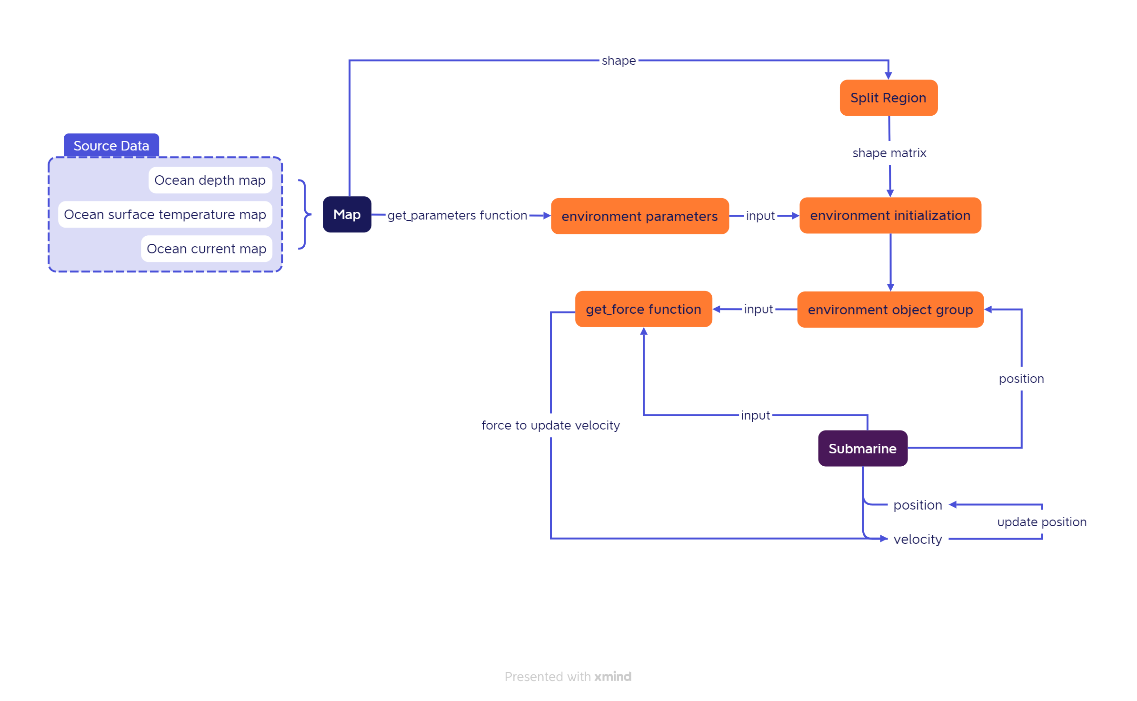 shape
Split Region
Source Data
shape matrix
Ocean depth map
Ocean surface temperature map
Ocean current map
Map
get_parameters function
environment parameters
input
environment initialization
get_force function
input
environment object group
position
force to update velocity
input
Submarine
position
update position
velocity
Presented with xmind